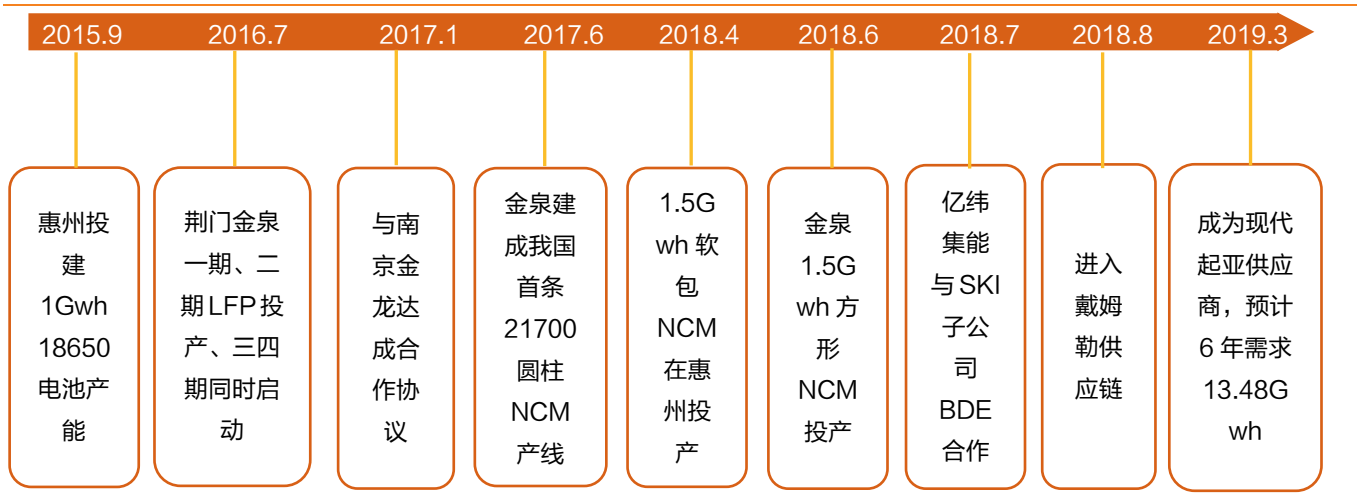 2015.9
2016.7
2017.1
2017.6
2018.4
2018.6
2018.7
2018.8
2019.3
惠州投
建
1Gwh
18650
电池产
能
荆门金泉
一期、二
期LFP投
产、三四
期同时启
动
与南
京金
龙达
成合
作协
议
金泉建
成我国
首条
21700
圆柱
NCM
产线
1.5G
wh 软
包
NCM
在惠
州投
产
金泉
1.5G
wh 方
形
NCM
投产
亿纬
集能
与SKI
子公
司
BDE
合作
进入
戴姆
勒供
应链
成为现代
起亚供应
商，预计
6 年需求
13.48G
wh